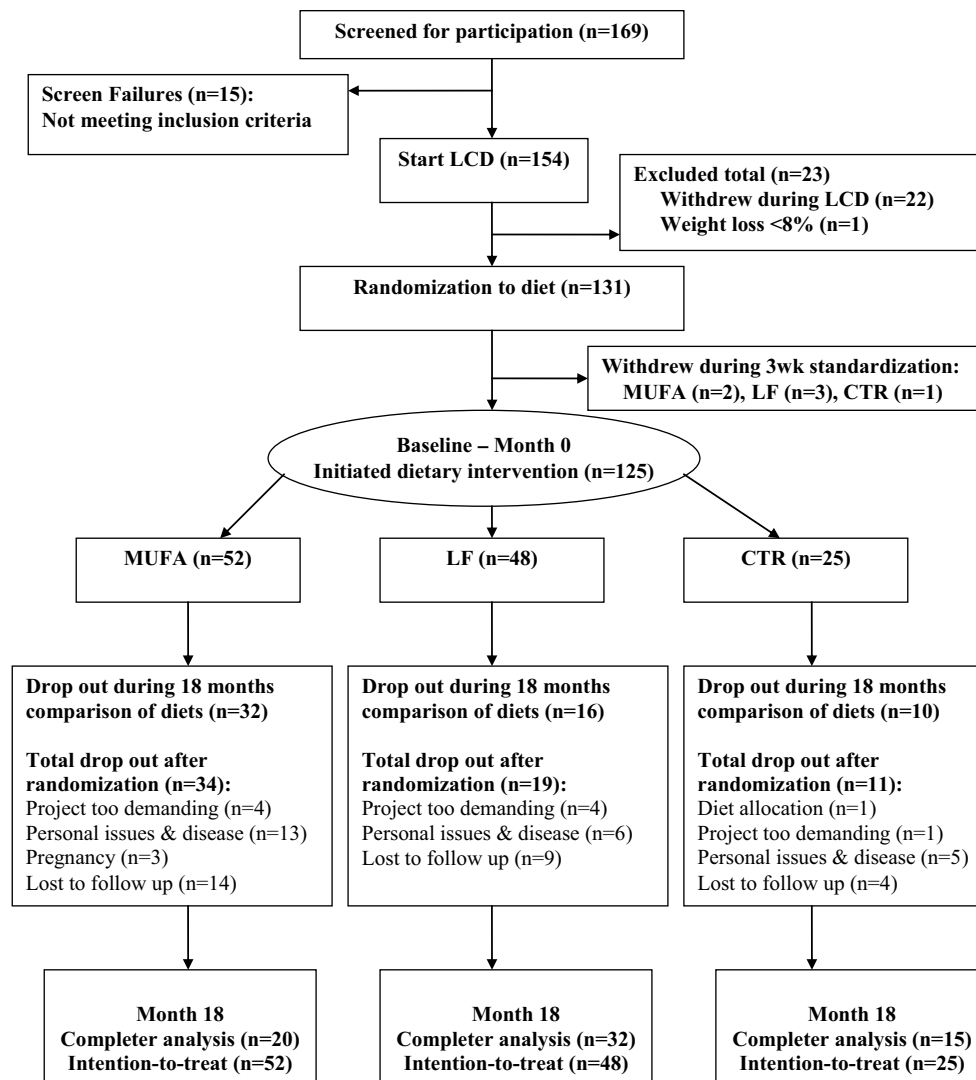 Screened for participation (n=169)
Screen Failures (n=15):
Not meeting inclusion criteria
Start LCD (n=154)
Excluded total (n=23)
Withdrew during LCD (n=22)
Weight loss <8% (n=1)
Randomization to diet (n=131)
Withdrew during 3wk standardization:
MUFA (n=2), LF (n=3), CTR (n=1)
Baseline – Month 0
Initiated dietary intervention (n=125)
MUFA (n=52)
LF (n=48)
CTR (n=25)
Drop out during 18 months
comparison of diets (n=32)
Total drop out after
randomization (n=34):
Project too demanding (n=4)
Personal issues & disease (n=13)
Pregnancy (n=3)
Lost to follow up (n=14)
Drop out during 18 months
comparison of diets (n=16)
Total drop out after
randomization (n=19):
Project too demanding (n=4)
Personal issues & disease (n=6)
Lost to follow up (n=9)
Drop out during 18 months
comparison of diets (n=10)
Total drop out after
randomization (n=11):
Diet allocation (n=1)
Project too demanding (n=1)
Personal issues & disease (n=5)
Lost to follow up (n=4)
Month 18
Completer analysis (n=20)
Intention-to-treat (n=52)
Month 18
Completer analysis (n=32)
Intention-to-treat (n=48)
Month 18
Completer analysis (n=15)
Intention-to-treat (n=25)